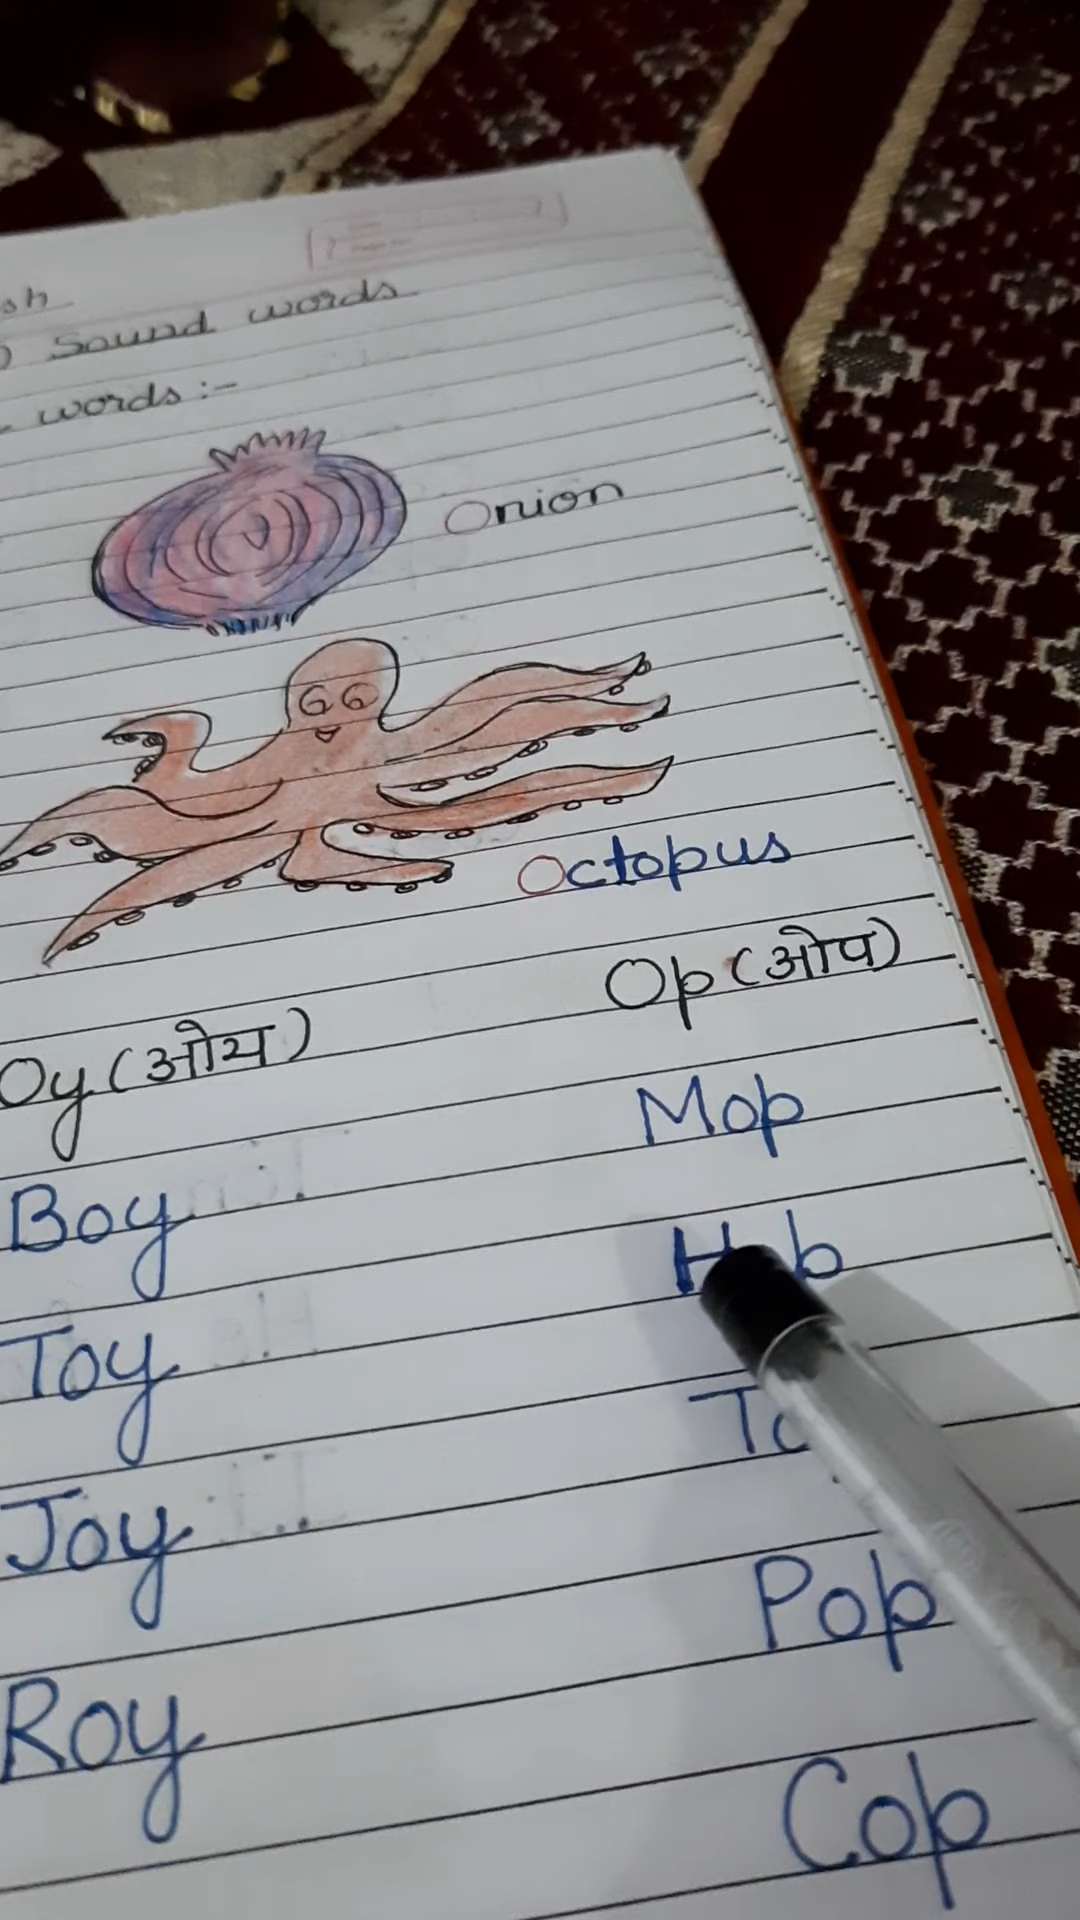 Sound words
words:-
Onion
Octopus
Oy (ओय)
Op (ओप)
Boy
Mop
Toy
Joy
Pop
Roy
Cop